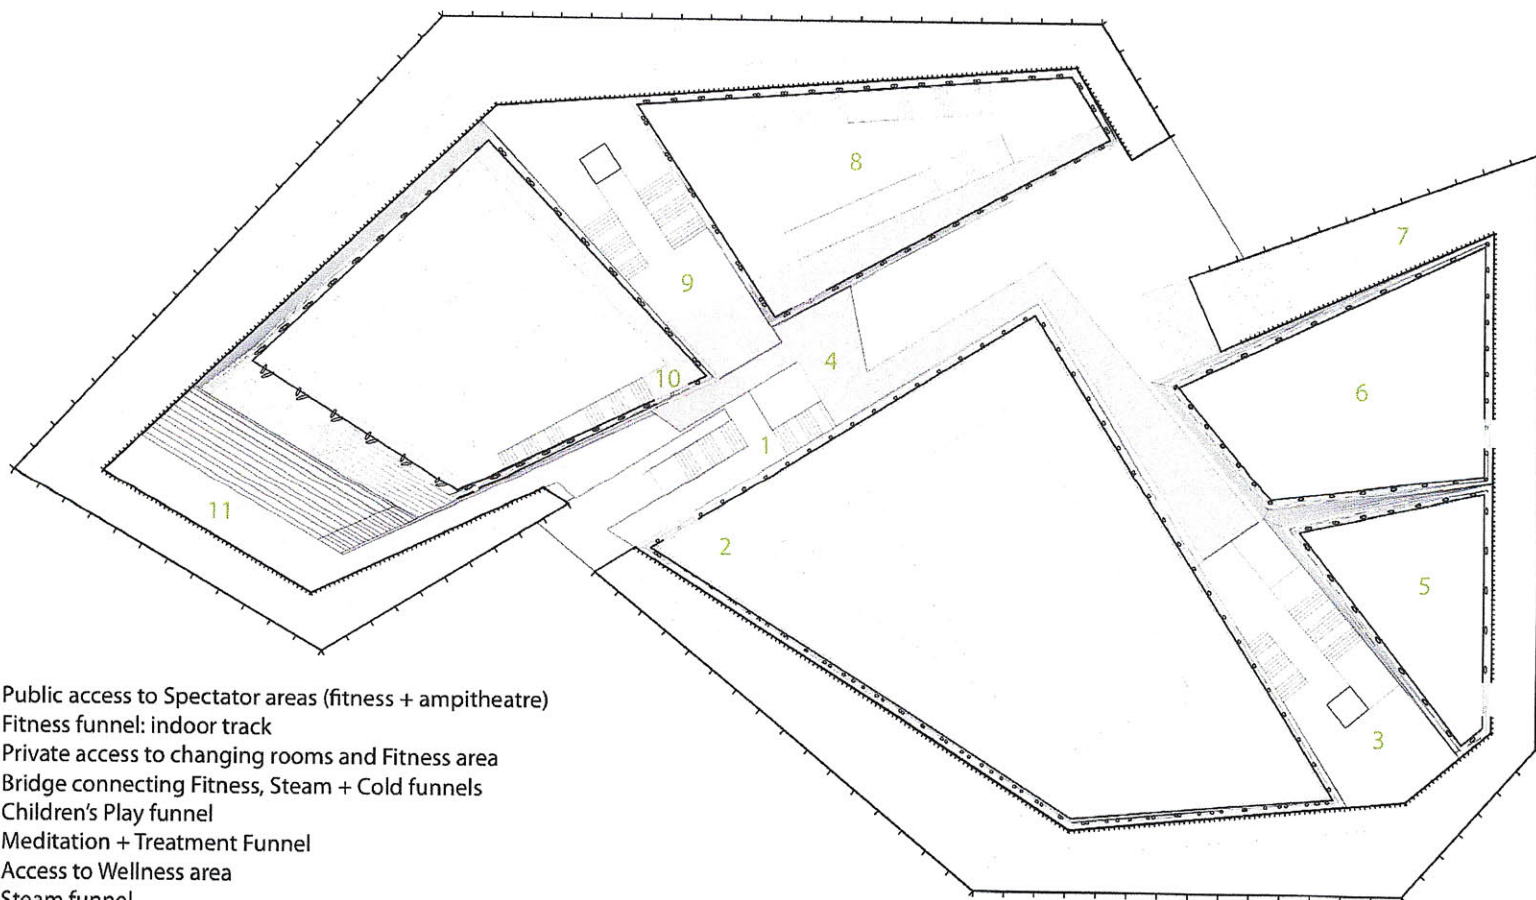 8
7
9
10
4
6
1
11
2
5
3
Public access to Spectator areas (fitness + ampitheatre)
Fitness funnel: indoor track
Private access to changing rooms and Fitness area
Bridge connecting Fitness, Steam + Cold funnels
Children's Play funnel
Meditation + Treatment Funnel
Access to Wellness area
Steam funnel